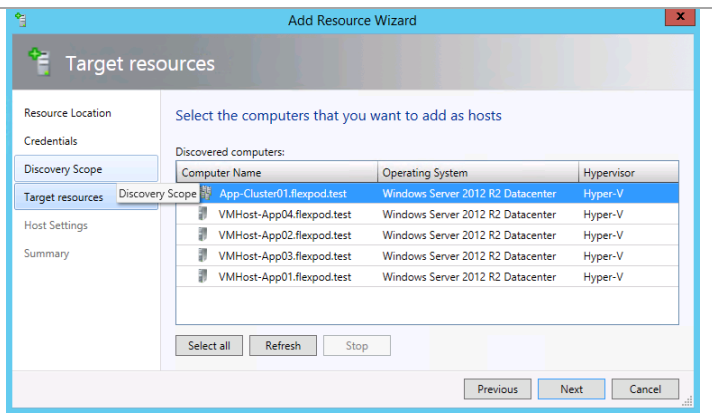 Add Resource Wizard
x
Target resources
Resource Location
Credentials
Discovery Scope
Target resources
Host Settings
Summary
Discovery Scope
Select the computers that you want to add as hosts
Discovered computers:
Computer Name Operating System Hypervisor
App-Cluster01.flexpod.test Windows Server 2012 R2 Datacenter Hyper-V
VMHost-App04.flexpod.test Windows Server 2012 R2 Datacenter Hyper-V
VMHost-App02.flexpod.test Windows Server 2012 R2 Datacenter Hyper-V
VMHost-App03.flexpod.test Windows Server 2012 R2 Datacenter Hyper-V
VMHost-App01.flexpod.test Windows Server 2012 R2 Datacenter Hyper-V
Select all Refresh Stop
Previous Next Cancel